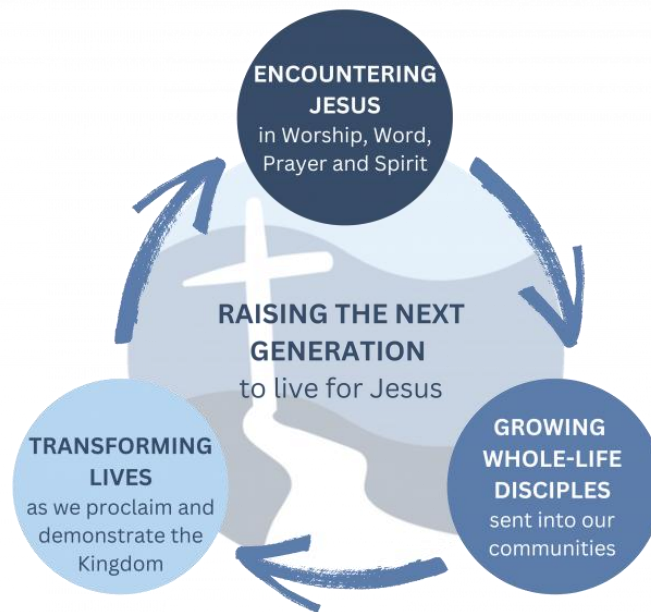 ENCOUNTERING
JESUS
in Worship, Word,
Prayer and Spirit
RAISING THE NEXT
GENERATION
to live for Jesus
GROWING
WHOLE-LIFE
DISCIPLES
sent into our
communities
TRANSFORMING
LIVES
as we proclaim and
demonstrate the
Kingdom